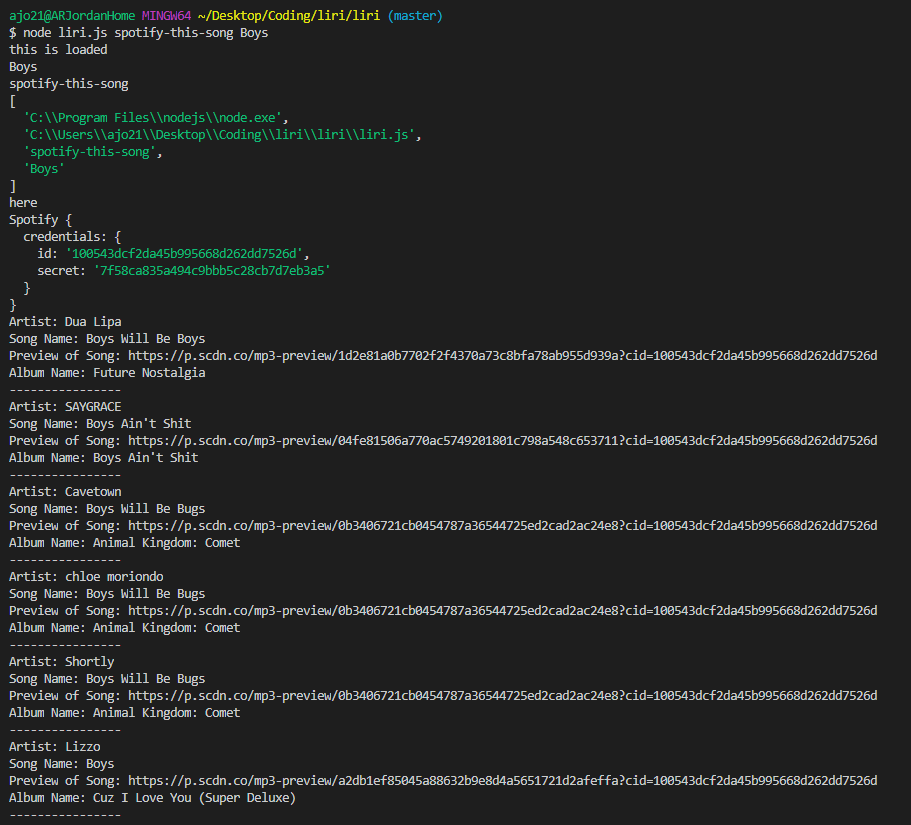 ajo21@ARJordanHome MINGW64 ~/Desktop/Coding/liri/liri (master)
$ node liri.js spotify-this-song Boys
this is loaded
Boys
spotify-this-song
[
  'C:\\Program Files\\nodejs\\node.exe',
  'C:\\Users\\ajo21\\Desktop\\Coding\\liri\\liri\\liri.js',
  'spotify-this-song',
  'Boys'
]
here
Spotify {
  credentials: {
    id: '100543dcf2da45b995668d262dd7526d',
    secret: '7f58ca835a494c9bbb5c28cb7d7eb3a5'
  }
}
Artist: Dua Lipa
Song Name: Boys Will Be Boys
Preview of Song: https://p.scdn.co/mp3-preview/1d2e81a0b7702f2f4370a73c8bfa78ab955d939a?cid=100543dcf2da45b995668d262dd7526d
Album Name: Future Nostalgia
----------------
Artist: SAYGRACE
Song Name: Boys Ain't Shit
Preview of Song: https://p.scdn.co/mp3-preview/04fe81506a770ac5749201801c798a548c653711?cid=100543dcf2da45b995668d262dd7526d
Album Name: Boys Ain't Shit
----------------
Artist: Cavetown
Song Name: Boys Will Be Bugs
Preview of Song: https://p.scdn.co/mp3-preview/0b3406721cb0454787a36544725ed2cad2ac24e8?cid=100543dcf2da45b995668d262dd7526d
Album Name: Animal Kingdom: Comet
----------------
Artist: chloe moriondo
Song Name: Boys Will Be Bugs
Preview of Song: https://p.scdn.co/mp3-preview/0b3406721cb0454787a36544725ed2cad2ac24e8?cid=100543dcf2da45b995668d262dd7526d
Album Name: Animal Kingdom: Comet
----------------
Artist: Shortly
Song Name: Boys Will Be Bugs
Preview of Song: https://p.scdn.co/mp3-preview/0b3406721cb0454787a36544725ed2cad2ac24e8?cid=100543dcf2da45b995668d262dd7526d
Album Name: Animal Kingdom: Comet
----------------
Artist: Lizzo
Song Name: Boys
Preview of Song: https://p.scdn.co/mp3-preview/a2db1ef85045a88632b9e8d4a5651721d2afeffa?cid=100543dcf2da45b995668d262dd7526d
Album Name: Cuz I Love You (Super Deluxe)
----------------